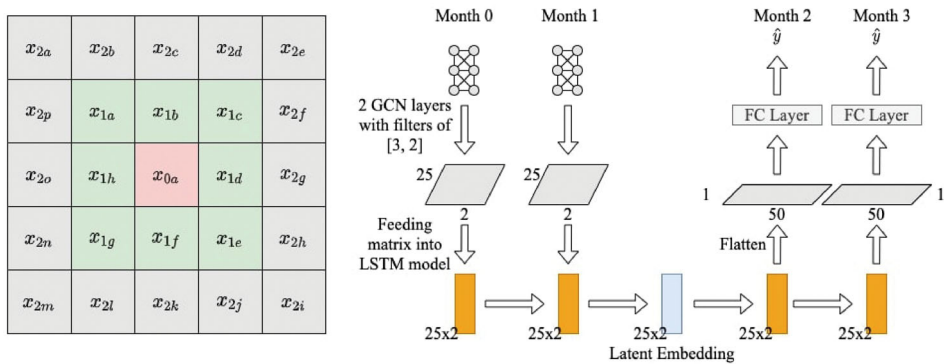 x2a x2b x2c x2d x2e
x2p x1a x1b x1c x2f
x2o x1h x0a x1d x2g
x2n x1g x1f x1e x2h
x2m x2l x2k x2j x2i
Month 0 Month 1 Month 2 Month 3
ŷ ŷ
2 GCN layers
with filters of
[3, 2]
FC Layer FC Layer
25 25
2 2
1 1
50 50
Feeding
matrix into
LSTM model
Flatten
25x2 25x2 25x2 25x2 25x2
Latent Embedding